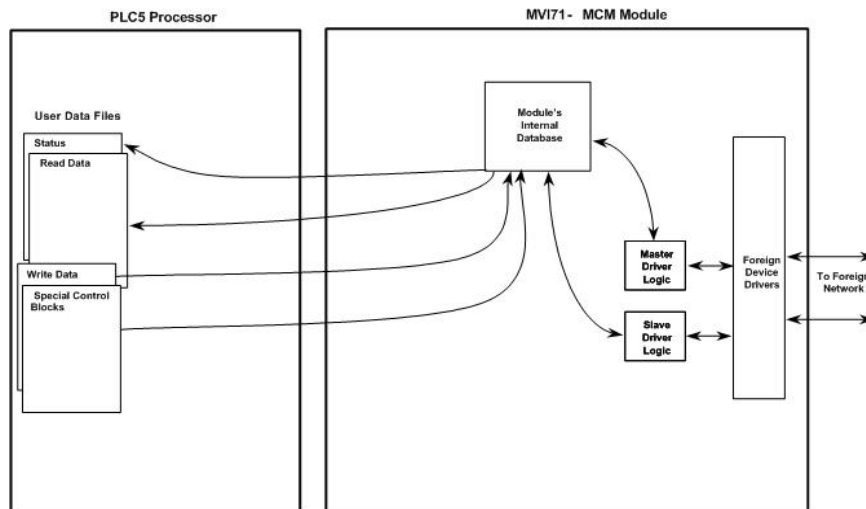 PLC5 Processor
MVI71- MCM Module
User Data Files
Status
Read Data
Write Data
Special Control
Blocks
Module's
Internal
Database
Master
Driver
Logic
Slave
Driver
Logic
Foreign
Device
Drivers
To Foreign
Network